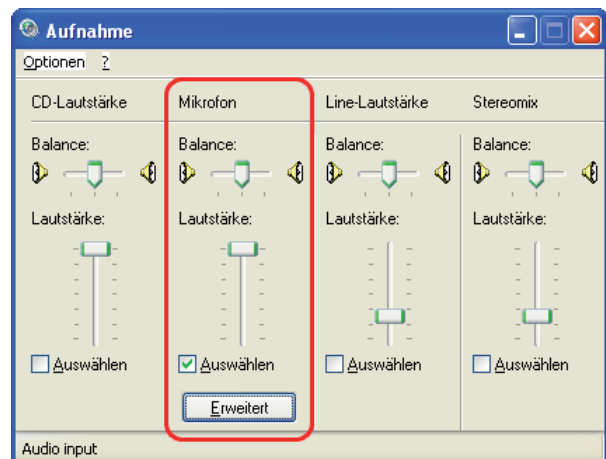 Aufnahme
Optionen ?
CD-Lautstärke Mikrofon Line-Lautstärke Stereomix
Balance: Balance: Balance: Balance:
Lautstärke: Lautstärke: Lautstärke: Lautstärke:
Auswählen Auswählen Auswählen Auswählen
Erweitert
Audio input